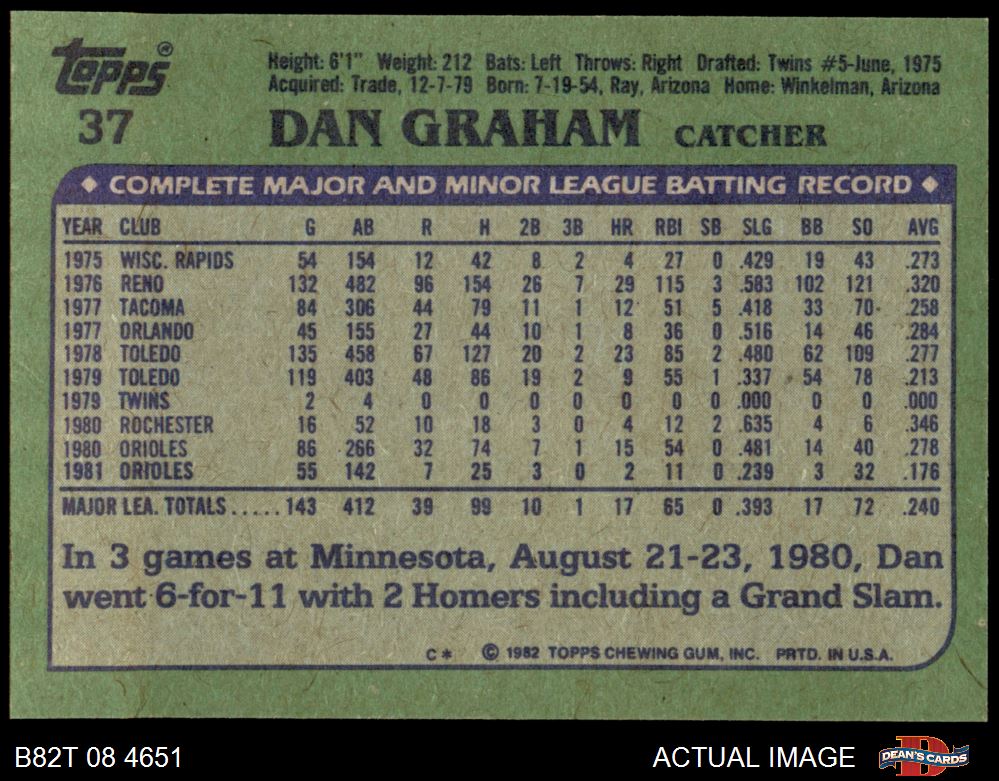 Topps®
Height: 6'1" Weight: 212 Bats: Left Throws: Right Drafted: Twins #5-June, 1975
Acquired: Trade, 12-7-79 Born: 7-19-54, Ray, Arizona Home: Winkelman, Arizona
37 DAN GRAHAM CATCHER
♦ COMPLETE MAJOR AND MINOR LEAGUE BATTING RECORD ♦
YEAR CLUB G AB R H 2B 3B HR RBI SB SLG BB SO AVG
1975 WISC. RAPIDS 54 154 12 42 8 2 4 27 0 .429 19 43 .273
1976 RENO 132 482 96 154 26 7 29 115 3 .583 102 121 .320
1977 TACOMA 84 306 44 79 11 1 12 51 5 .418 33 70 .258
1977 ORLANDO 45 155 27 44 10 1 8 36 0 .516 14 46 .284
1978 TOLEDO 135 458 67 127 20 2 23 85 2 .480 62 109 .277
1979 TOLEDO 119 403 48 86 19 2 9 55 1 .337 54 78 .213
1979 TWINS 2 4 0 0 0 0 0 0 0 .000 0 0 .000
1980 ROCHESTER 16 52 10 18 3 0 4 12 2 .635 4 6 .346
1980 ORIOLES 86 266 32 74 7 1 15 54 0 .481 14 40 .278
1981 ORIOLES 55 142 7 25 3 0 2 11 0 .239 3 32 .176
MAJOR LEA. TOTALS.....143 412 39 99 10 1 17 65 0 .393 17 72 .240
In 3 games at Minnesota, August 21-23, 1980, Dan
went 6-for-11 with 2 Homers including a Grand Slam.
C* © 1982 TOPPS CHEWING GUM, INC. PRTD. IN U.S.A.
B82T 08 4651 ACTUAL IMAGE DEAN'S CARDS